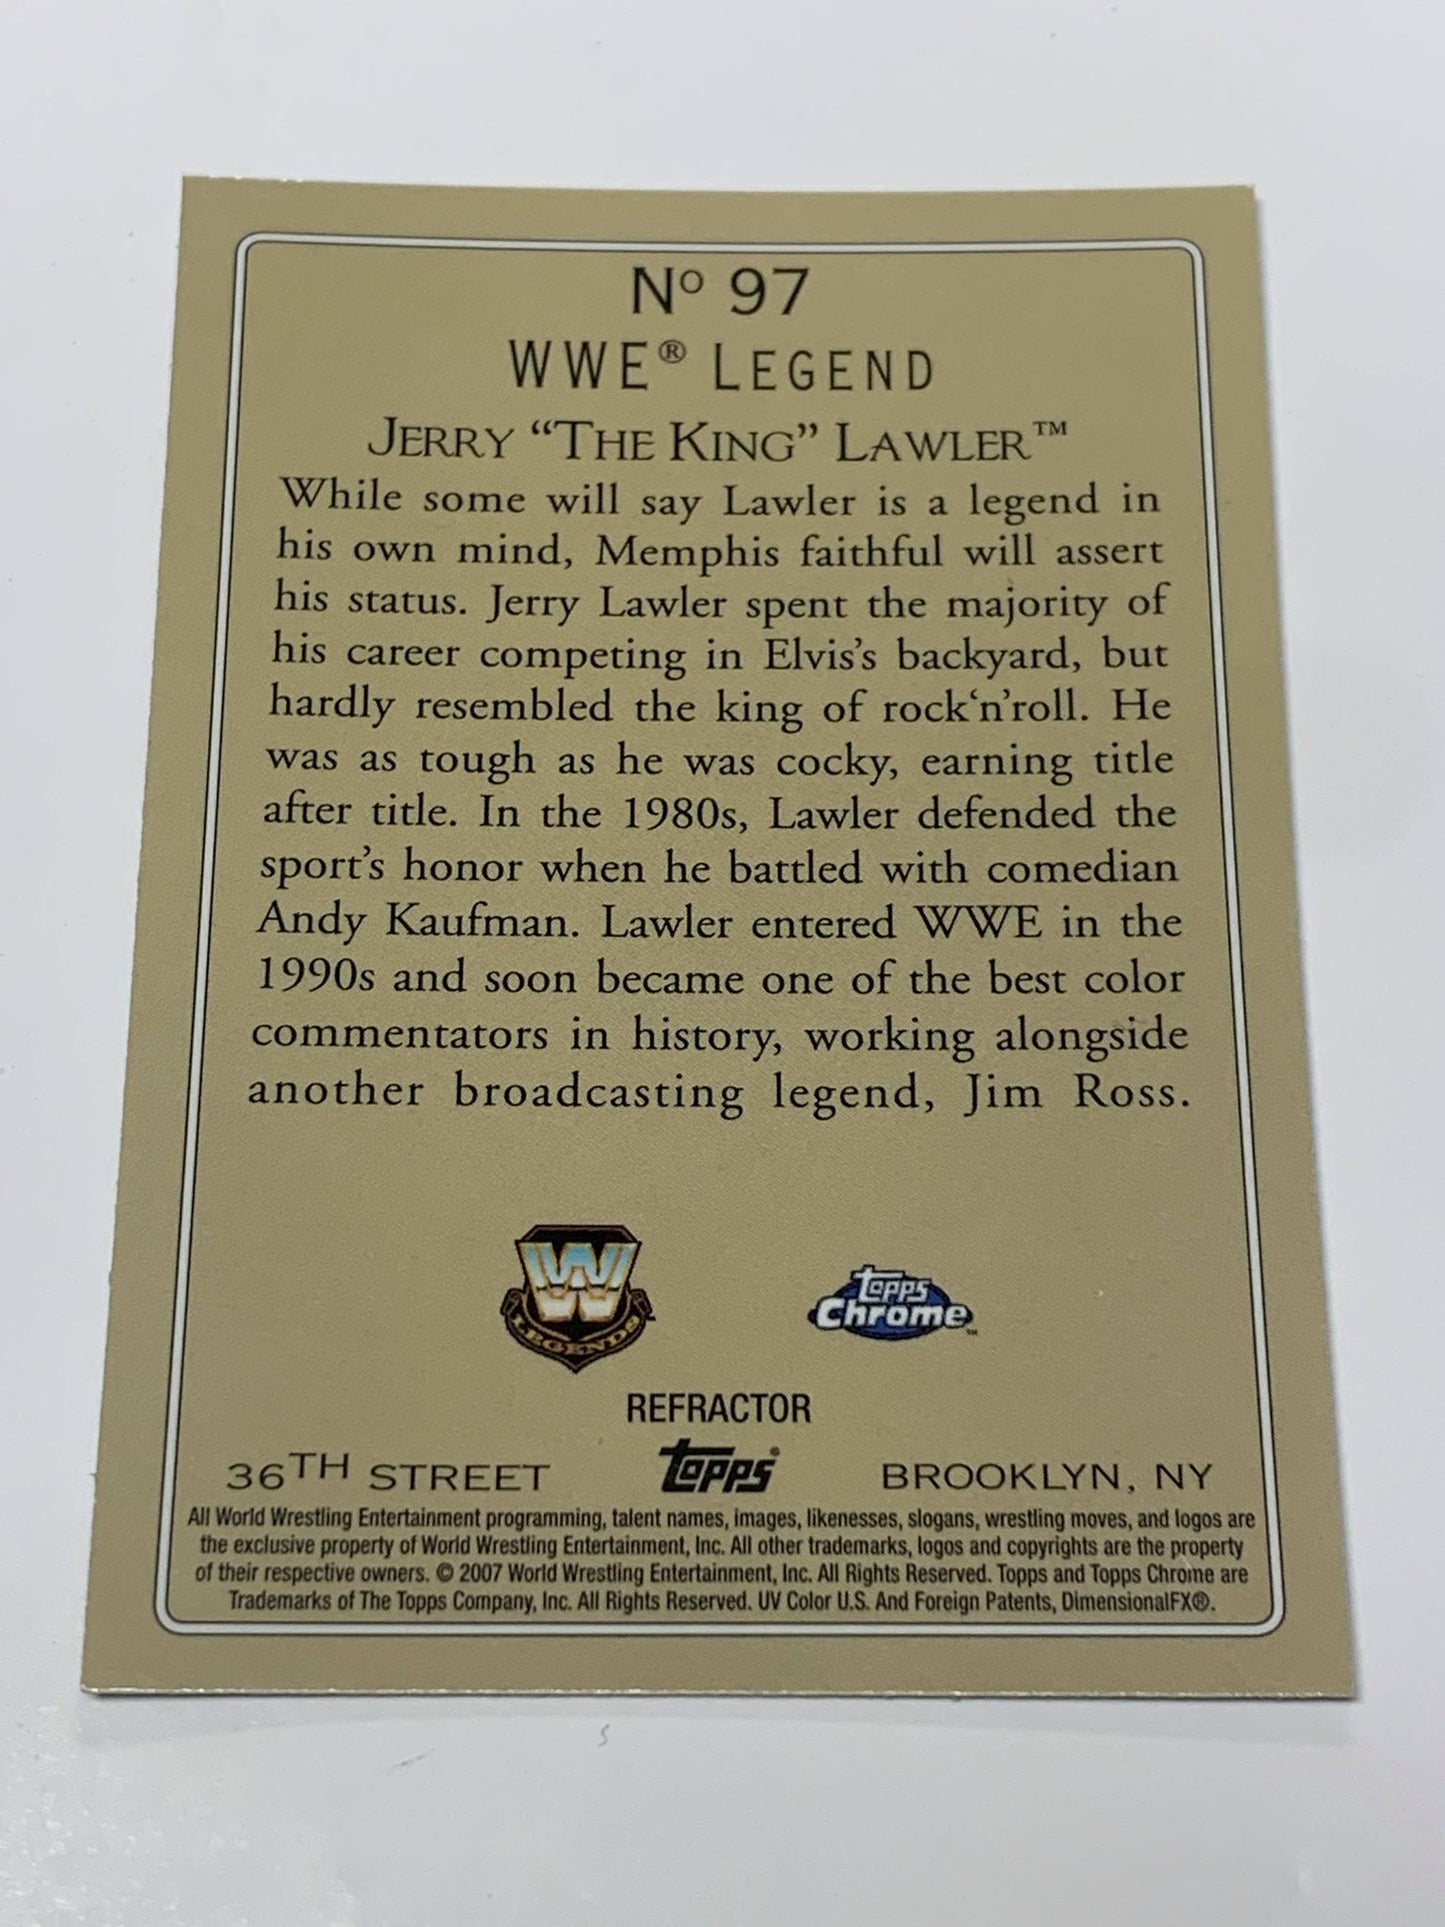 Nº 97
WWE® LEGEND
JERRY “THE KING” LAWLER™
While some will say Lawler is a legend in
his own mind, Memphis faithful will assert
his status. Jerry Lawler spent the majority of
his career competing in Elvis’s backyard, but
hardly resembled the king of rock‘n’roll. He
was as tough as he was cocky, earning title
after title. In the 1980s, Lawler defended the
sport’s honor when he battled with comedian
Andy Kaufman. Lawler entered WWE in the
1990s and soon became one of the best color
commentators in history, working alongside
another broadcasting legend, Jim Ross.
W
LEGENDS
topps
Chrome™
REFRACTOR
36TH STREET topps® BROOKLYN, NY
All World Wrestling Entertainment programming, talent names, images, likenesses, slogans, wrestling moves, and logos are
the exclusive property of World Wrestling Entertainment, Inc. All other trademarks, logos and copyrights are the property
of their respective owners. © 2007 World Wrestling Entertainment, Inc. All Rights Reserved. Topps and Topps Chrome are
Trademarks of The Topps Company, Inc. All Rights Reserved. UV Color U.S. And Foreign Patents, DimensionalFX®.